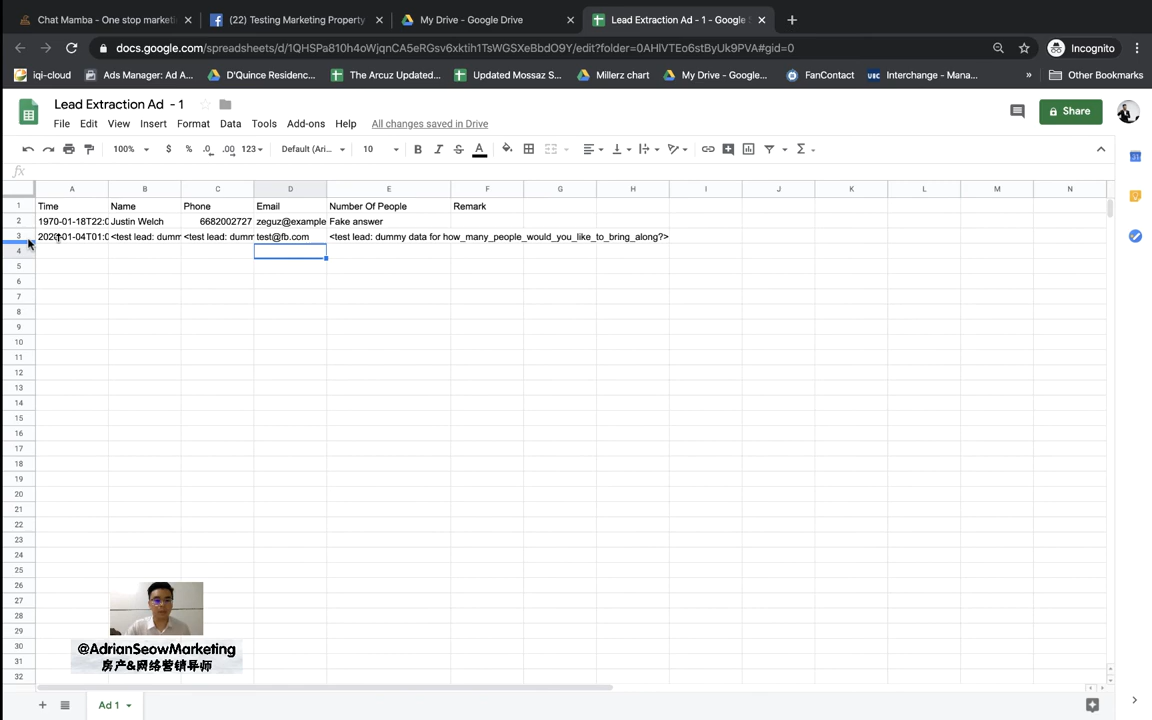 Chat Mamba - One stop marketi
(22) Testing Marketing Property
My Drive - Google Drive
Lead Extraction Ad - 1 - Google S
docs.google.com/spreadsheets/d/1QHSPa810h4oWjqnCA5eRGsv6xktih1TsWGSXeBbdO9Y/edit?folder=0AHlVTEo6stByUk9PVA#gid=0
Incognito
iqi-cloud
Ads Manager: Ad A...
D'Quince Residenc...
The Arcuz Updated...
Updated Mossaz S...
Millerz chart
My Drive - Google...
FanContact
Interchange - Mana...
»
Other Bookmarks
Lead Extraction Ad - 1
File Edit View Insert Format Data Tools Add-ons Help All changes saved in Drive
Share
100% $ % .0 .00 123 Default (Ari... 10 B I S A Σ
fx
A B C D E F G H I J K L M N
1 Time Name Phone Email Number Of People Remark
2 1970-01-18T22:0 Justin Welch 6682002727 zeguz@example Fake answer
3 2020-01-04T01:0 <test lead: dumm <test lead: dumm test@fb.com <test lead: dummy data for how_many_people_would_you_like_to_bring_along?>
4
5
6
7
8
9
10
11
12
13
14
15
16
17
18
19
20
21
22
23
24
25
26
27
28
29
30
31
32
@AdrianSeowMarketing
房产&网络营销导师
Ad 1